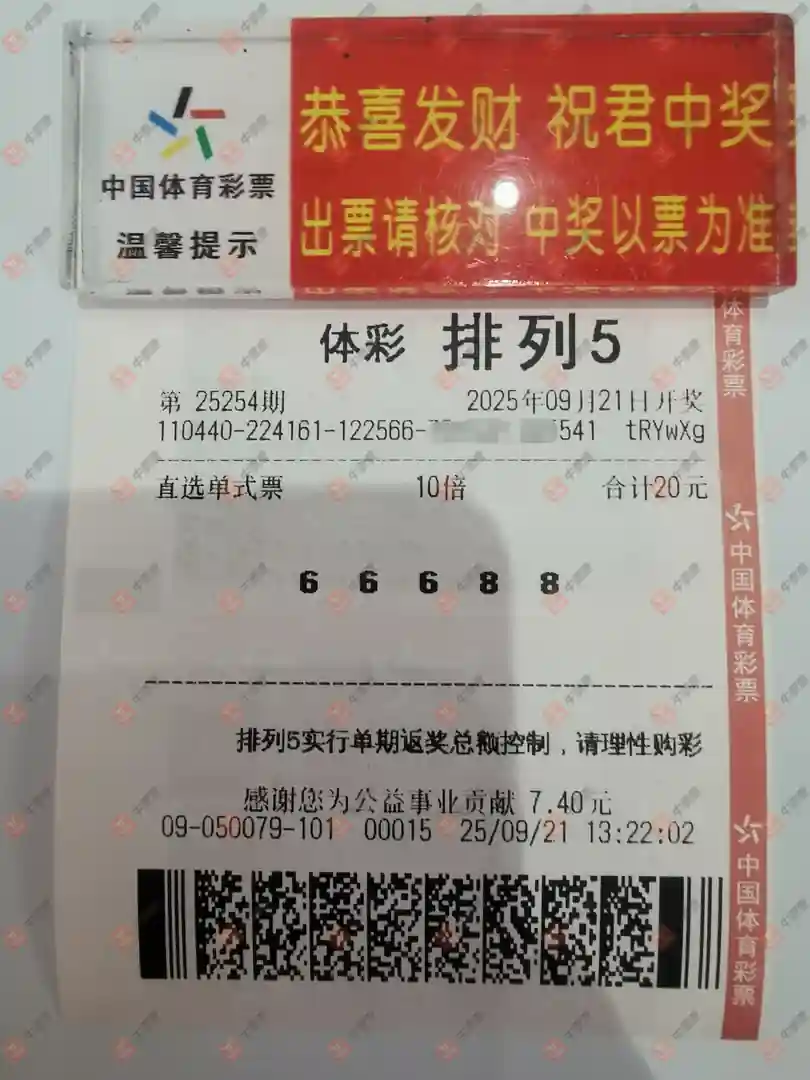 恭喜发财 祝君中奖
中国体育彩票
温馨提示
出票请核对 中奖以票为准
体彩 排列5
第 25254期 2025年09月21日开奖
110440-224161-122566- 541 tRYwXg
直选单式票 10倍 合计20元
6 6 6 8 8
排列5实行单期返奖总额控制，请理性购彩
感谢您为公益事业贡献 7.40元
09-050079-101 00015 25/09/21 13:22:02
体育彩票
中国体育彩票
中国体育彩票